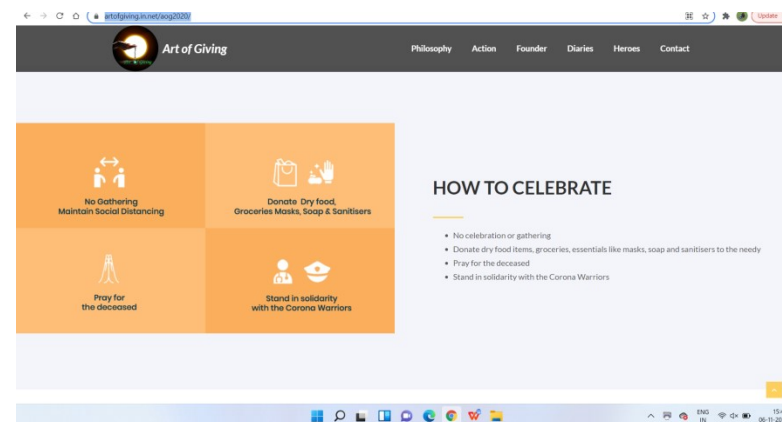 artofgiving.in.net/aog2020/
Update
Art of Giving
Philosophy Action Founder Diaries Heroes Contact
No Gathering
Maintain Social Distancing
Donate Dry food,
Groceries Masks, Soap & Sanitisers
Pray for
the deceased
Stand in solidarity
with the Corona Warriors
HOW TO CELEBRATE
No celebration or gathering
Donate dry food items, groceries, essentials like masks, soap and sanitisers to the needy
Pray for the deceased
Stand in solidarity with the Corona Warriors
ENG
IN